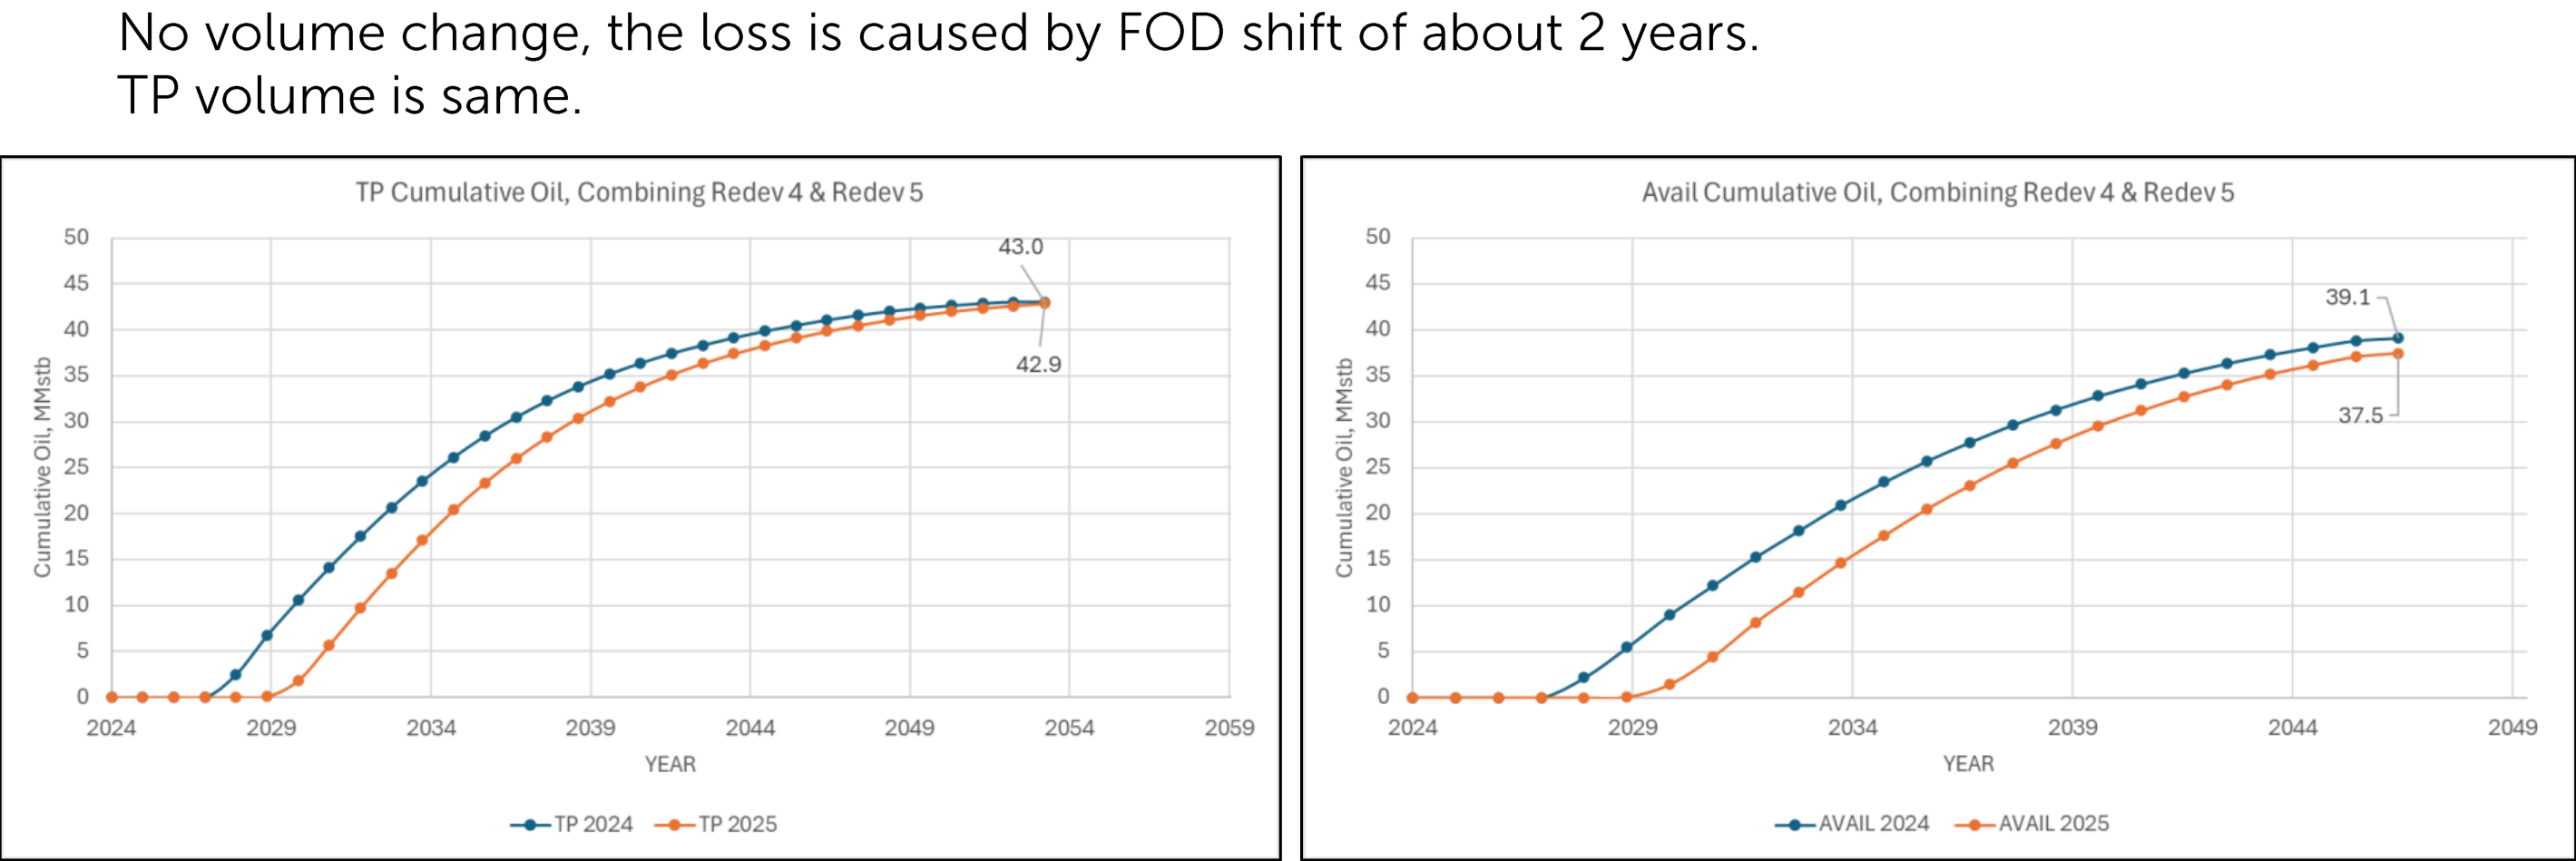 No volume change, the loss is caused by FOD shift of about 2 years.
TP volume is same.
TP Cumulative Oil, Combining Redev 4 & Redev 5
Cumulative Oil, MMstb
50
45
40
35
30
25
20
15
10
5
0
43.0
42.9
2024 2029 2034 2039 2044 2049 2054 2059
YEAR
TP 2024 TP 2025
Avail Cumulative Oil, Combining Redev 4 & Redev 5
Cumulative Oil, MMstb
50
45
40
35
30
25
20
15
10
5
0
39.1
37.5
2024 2029 2034 2039 2044 2049
YEAR
AVAIL 2024 AVAIL 2025